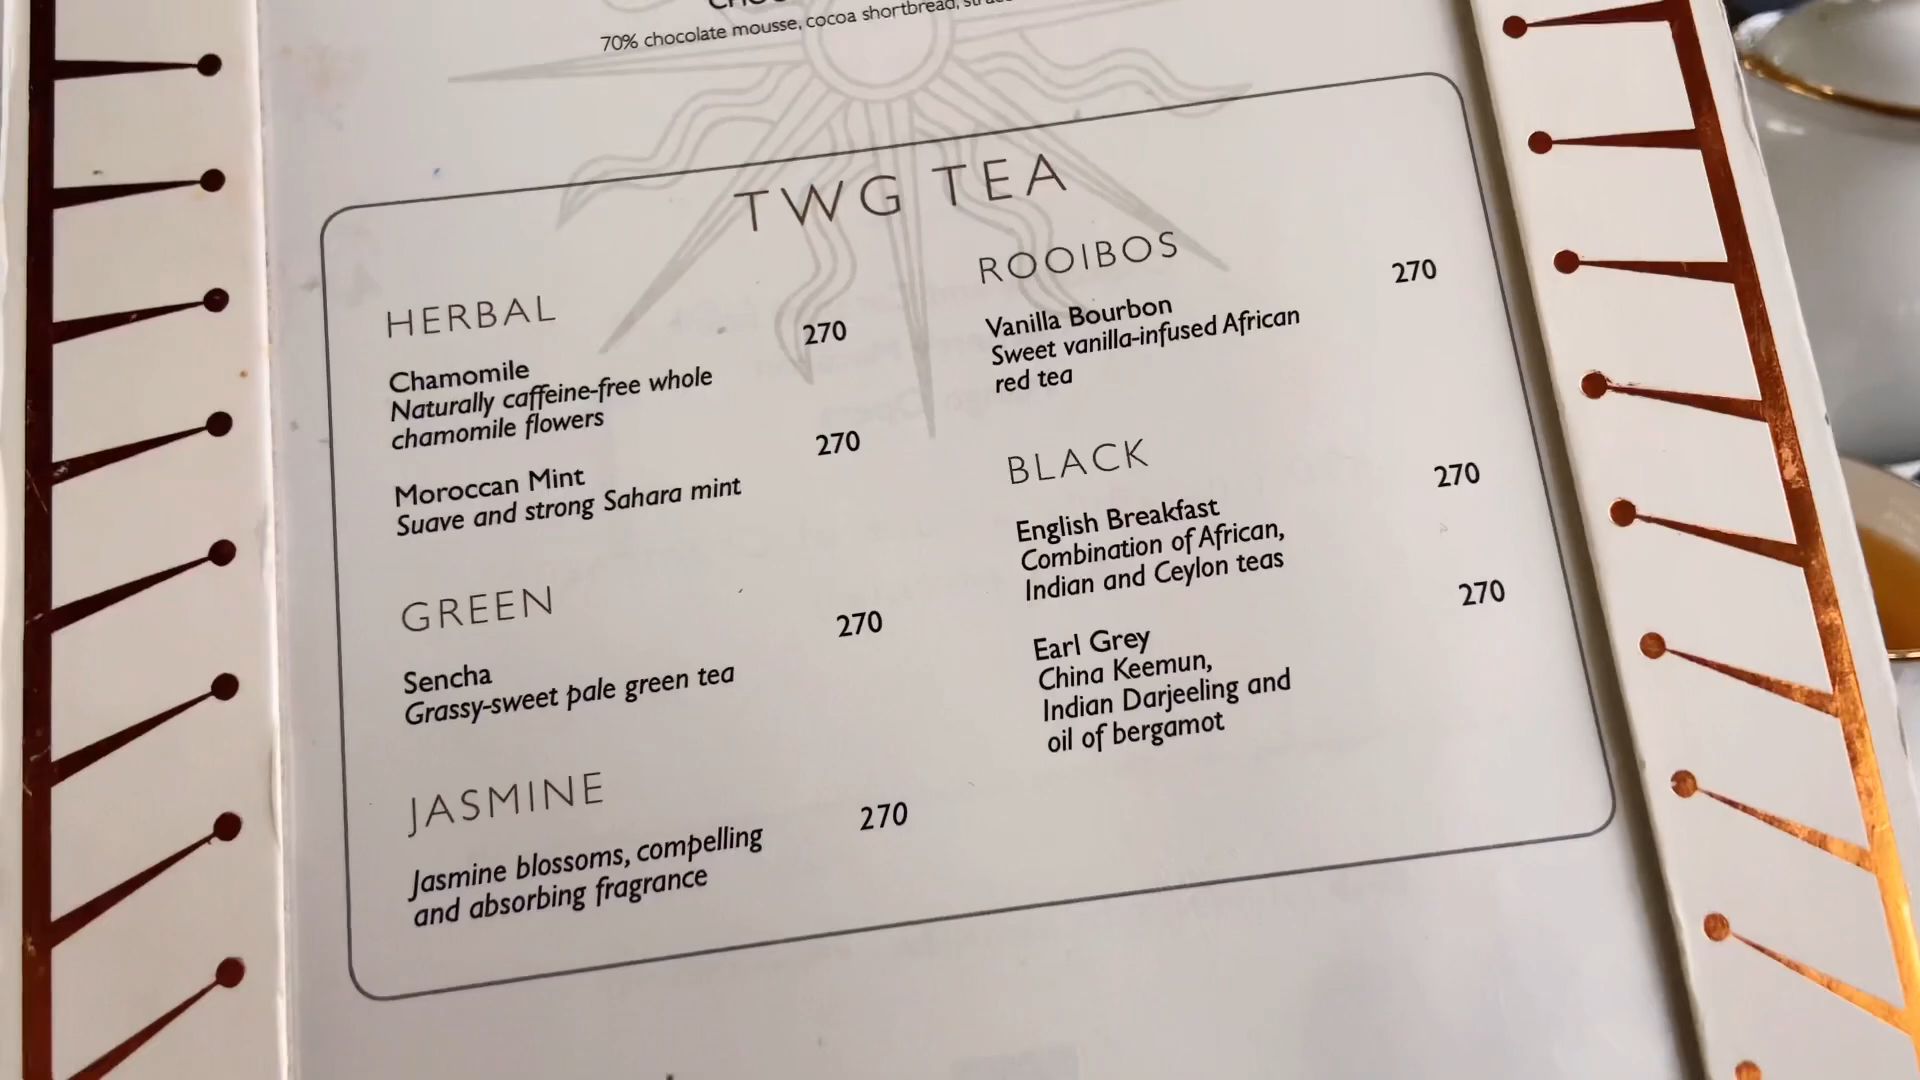 70% chocolate mousse, cocoa shortbread,
TWG TEA
HERBAL
270
Chamomile
Naturally caffeine-free whole
chamomile flowers
270
Moroccan Mint
Suave and strong Sahara mint
GREEN
270
Sencha
Grassy-sweet pale green tea
JASMINE
270
Jasmine blossoms, compelling
and absorbing fragrance
ROOIBOS
270
Vanilla Bourbon
Sweet vanilla-infused African
red tea
BLACK
270
English Breakfast
Combination of African,
Indian and Ceylon teas
270
Earl Grey
China Keemun,
Indian Darjeeling and
oil of bergamot